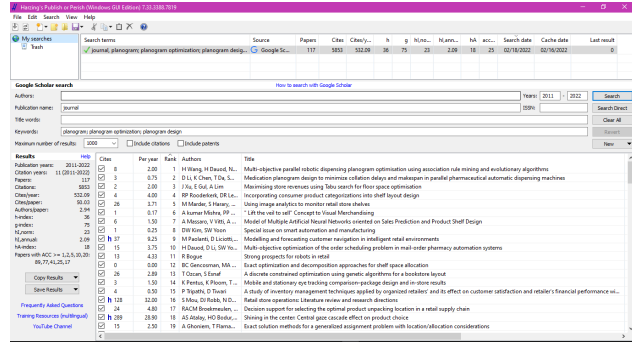 Harzing's Publish or Perish (Windows GUI Edition) 7.33.3388.7819
File Edit Search View Help
My searches
Trash
Search terms Source Papers Cites Cites/y... h g hI,no... hI,ann... hA acc... Search date Cache date Last result
journal, planogram; planogram optimization; planogram desig... Google Sc... 117 5853 532.09 36 75 23 2.09 18 25 02/18/2022 02/16/2022 0
Google Scholar search How to search with Google Scholar
Authors: Years: 2011 - 2022 Search
Publication name: journal ISSN: Search Direct
Title words: Clear All
Keywords: planogram; planogram optimization; planogram design Revert
Maximum number of results: 1000 Include citations Include patents New
Results Help
Publication years: 2011-2022
Citation years: 11 (2011-2022)
Papers: 117
Citations: 5853
Cites/year: 532.09
Cites/paper: 50.03
Authors/paper: 2.94
h-index: 36
g-index: 75
hI,norm: 23
hI,annual: 2.09
hA-index: 18
Papers with ACC >= 1,2,5,10,20:
89,77,41,25,17
Copy Results
Save Results
Frequently Asked Questions
Training Resources (multilingual)
YouTube Channel
Cites Per year Rank Authors Title
8 2.00 1 H Wang, H Dauod, N... Multi-objective parallel robotic dispensing planogram optimisation using association rule mining and evolutionary algorithms
3 0.75 2 D Li, K Chen, T Da, S... Medication planogram design to minimize collation delays and makespan in parallel pharmaceutical automatic dispensing machines
2 2.00 3 J Xu, E Gul, A Lim Maximising store revenues using Tabu search for floor space optimisation
4 4.00 4 RP Rooderkerk, DR Le... Incorporating consumer product categorizations into shelf layout design
26 3.71 5 M Marder, S Harary, ... Using image analytics to monitor retail store shelves
1 0.17 6 A kumar Mishra, PP ... " Lift the veil to sell" Concept to Visual Merchandising
6 1.50 7 A Massaro, V Vitti, A ... Model of Multiple Artificial Neural Networks oriented on Sales Prediction and Product Shelf Design
1 0.25 8 DW Kim, SW Yoon Special issue on smart automation and manufacturing
h 37 9.25 9 M Paolanti, D Liciotti,... Modelling and forecasting customer navigation in intelligent retail environments
15 3.75 10 H Dauod, D Li, SW Yo... Multi-objective optimization of the order scheduling problem in mail-order pharmacy automation systems
13 4.33 11 R Bogue Strong prospects for robots in retail
0 0.00 12 BC Gencosman, MA ... Exact optimization and decomposition approaches for shelf space allocation
26 2.89 13 T Ozcan, S Esnaf A discrete constrained optimization using genetic algorithms for a bookstore layout
3 1.50 14 K Pentus, K Ploom, T ... Mobile and stationary eye tracking comparison–package design and in-store results
4 0.50 15 P Tripathi, D Tiwari A study of inventory management techniques applied by organized retailers' and its effect on customer satisfaction and retailer's financial performance wi...
h 128 32.00 16 S Mou, DJ Robb, N D... Retail store operations: Literature review and research directions
24 4.80 17 RACM Broekmeulen, ... Decision support for selecting the optimal product unpacking location in a retail supply chain
h 289 28.90 18 AS Atalay, HO Bodur,... Shining in the center: Central gaze cascade effect on product choice
15 2.50 19 A Ghoniem, T Flama... Exact solution methods for a generalized assignment problem with location/allocation considerations